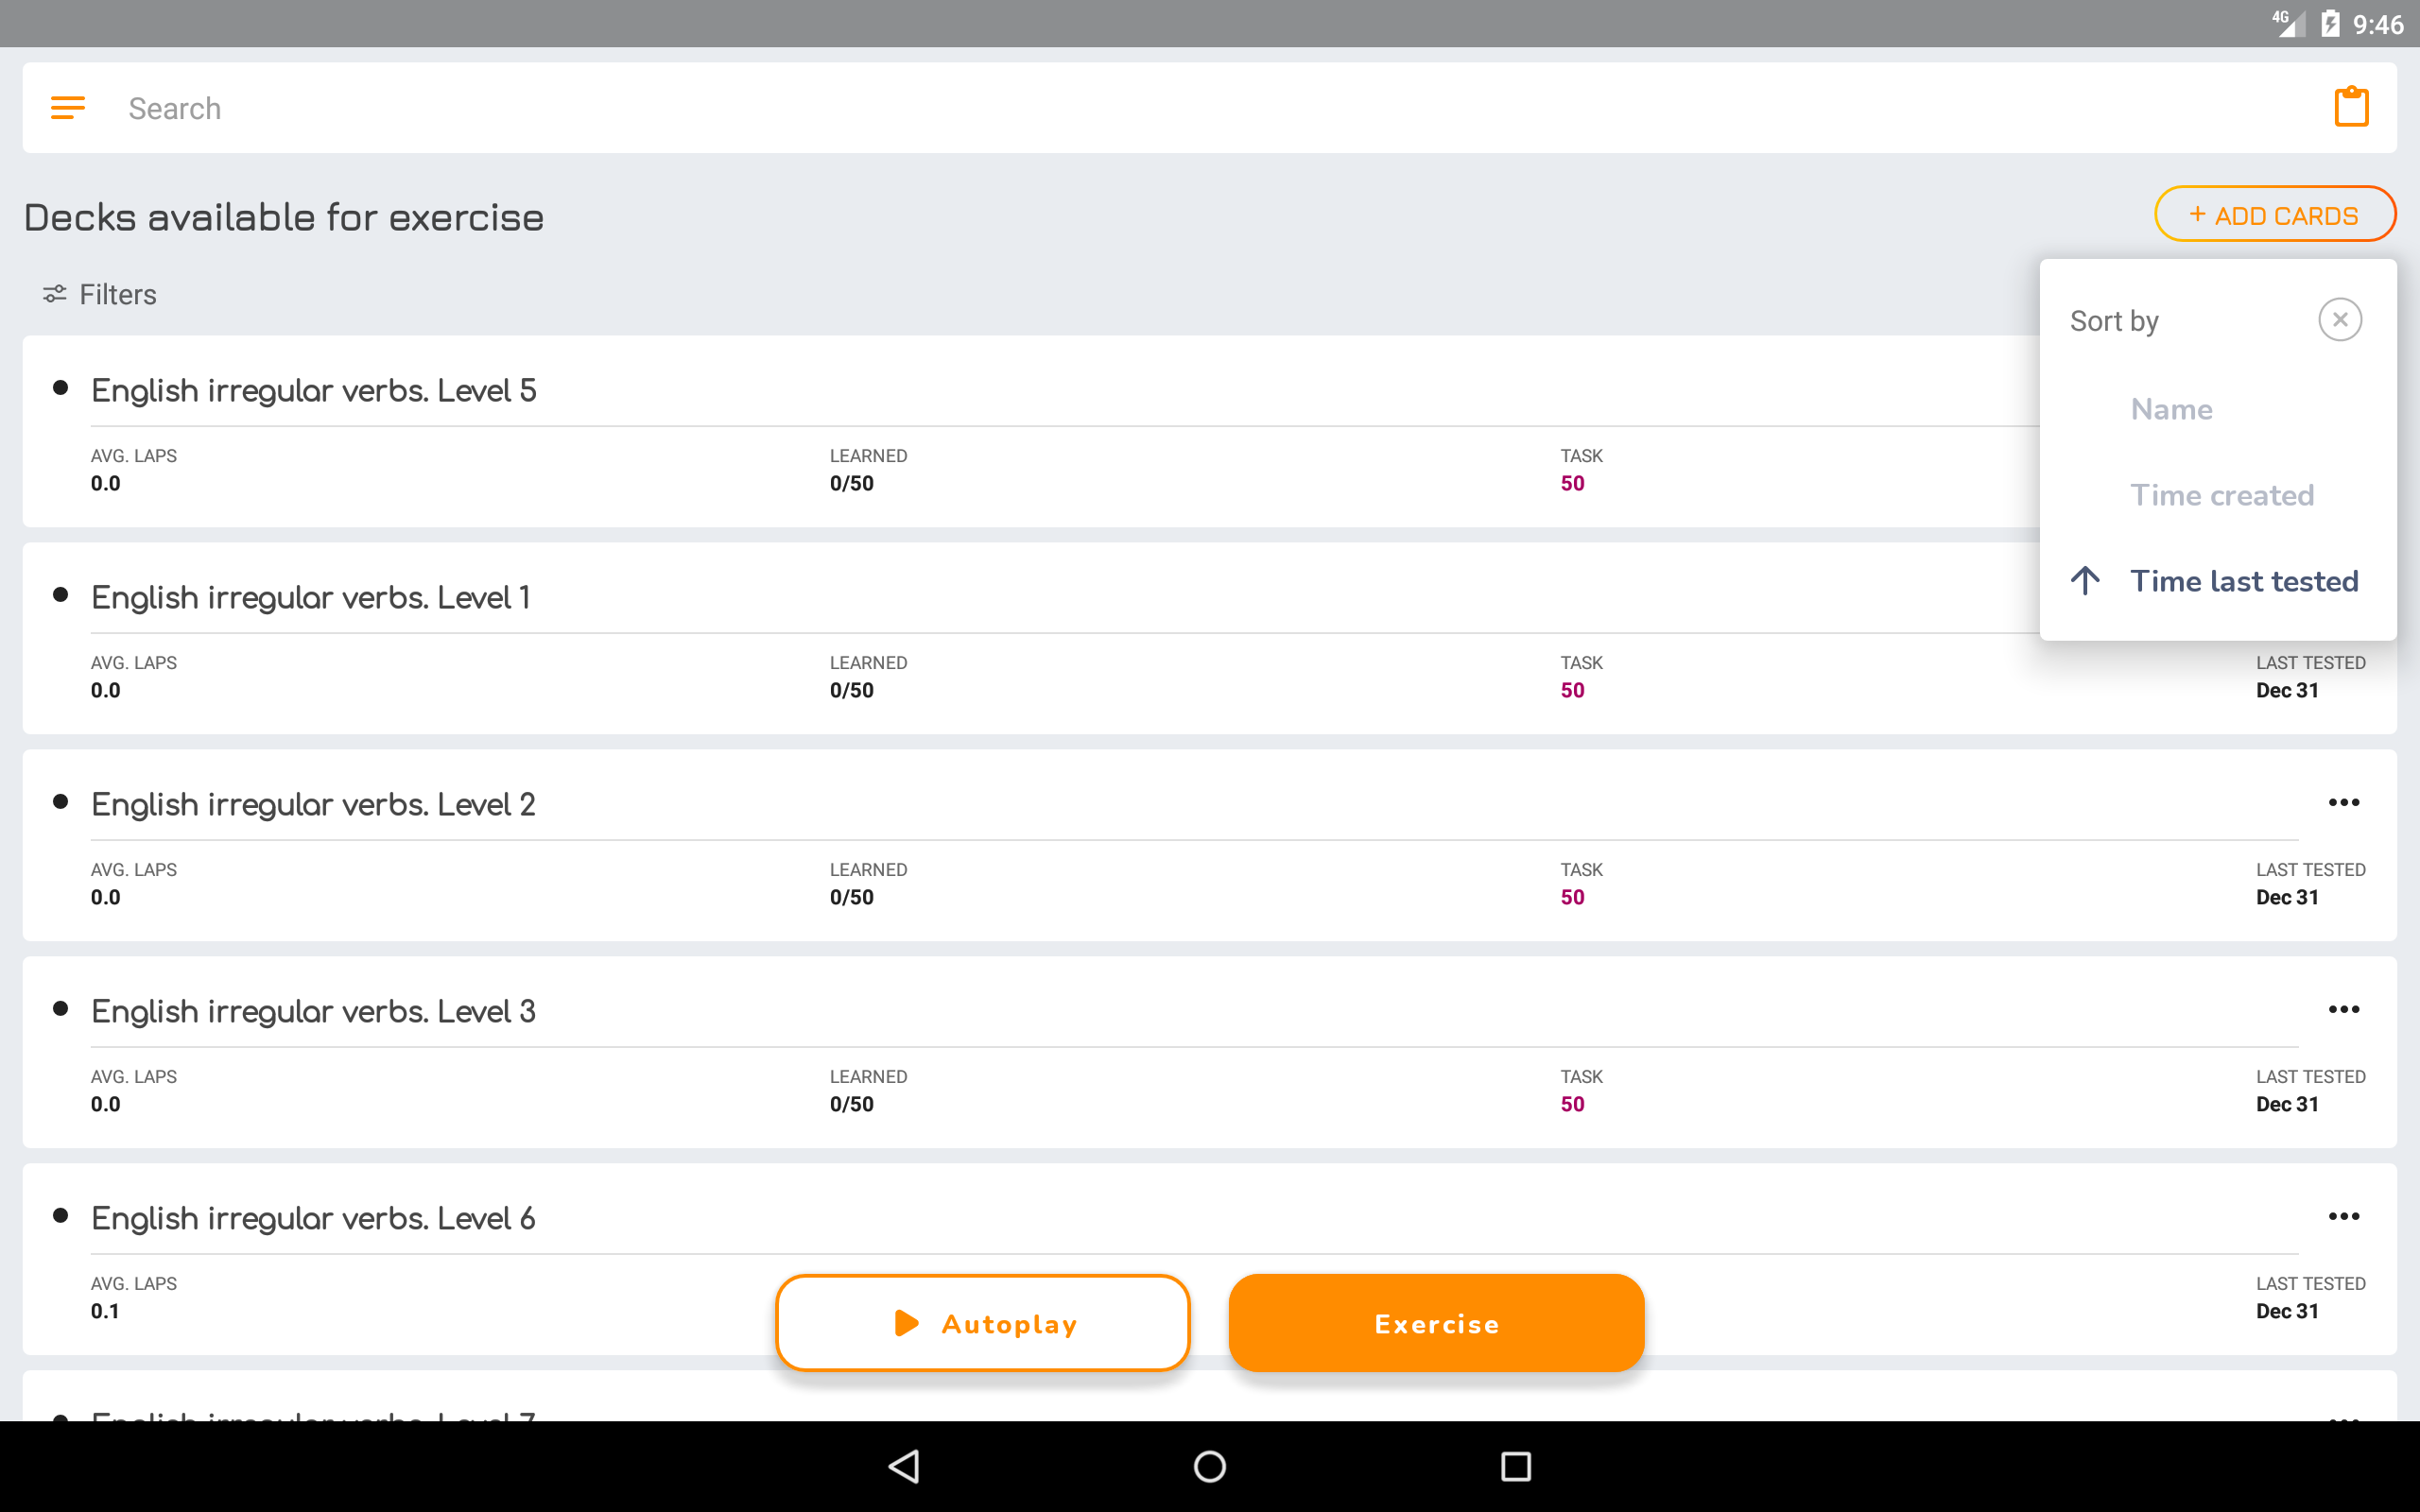 4G 9:46
Search
Decks available for exercise
+ ADD CARDS
Filters
Sort by
Name
Time created
Time last tested
English irregular verbs. Level 5
AVG. LAPS LEARNED TASK
0.0 0/50 50
English irregular verbs. Level 1
AVG. LAPS LEARNED TASK LAST TESTED
0.0 0/50 50 Dec 31
English irregular verbs. Level 2
AVG. LAPS LEARNED TASK LAST TESTED
0.0 0/50 50 Dec 31
English irregular verbs. Level 3
AVG. LAPS LEARNED TASK LAST TESTED
0.0 0/50 50 Dec 31
English irregular verbs. Level 6
AVG. LAPS LAST TESTED
0.1 Dec 31
Autoplay Exercise
English irregular verbs. Level 7